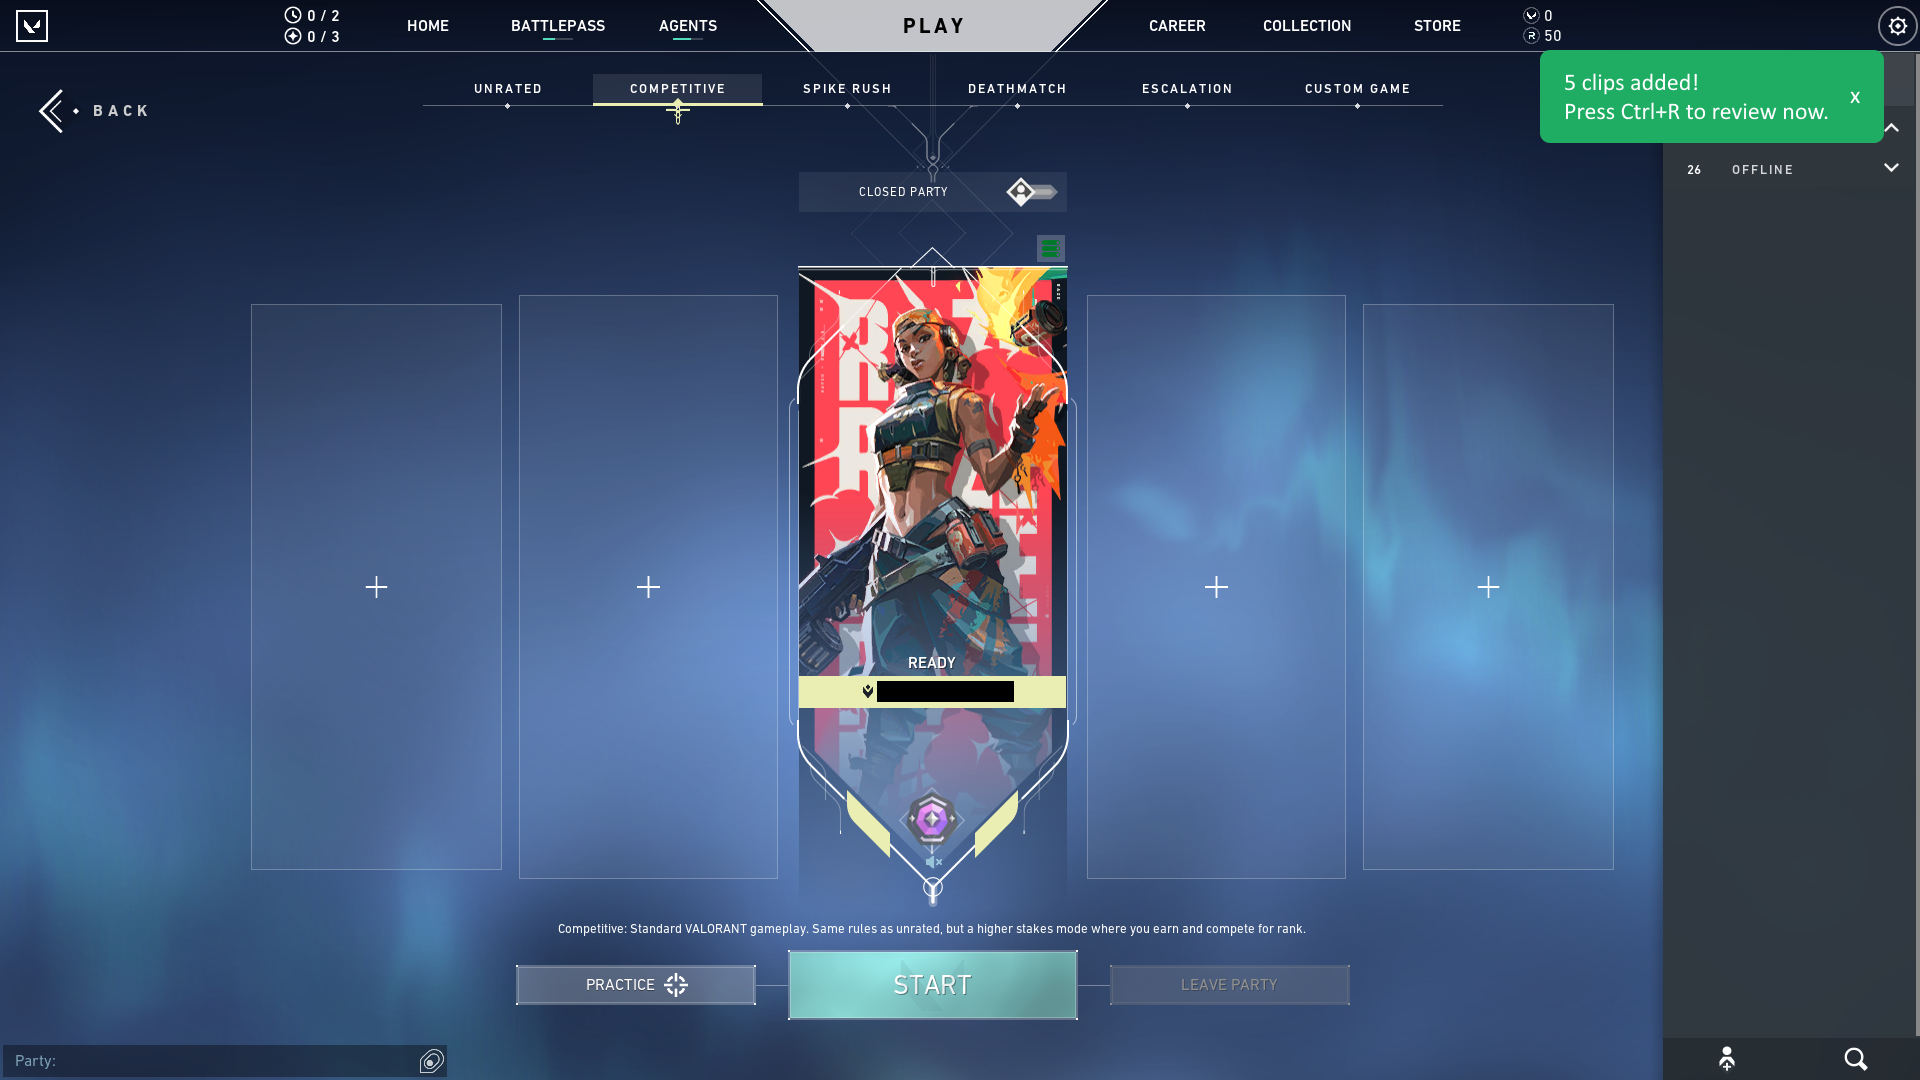 0 / 2
0 / 3
HOME
BATTLEPASS
AGENTS
PLAY
CAREER
COLLECTION
STORE
0
50
5 clips added!
Press Ctrl+R to review now.
X
BACK
UNRATED
COMPETITIVE
SPIKE RUSH
DEATHMATCH
ESCALATION
CUSTOM GAME
26 OFFLINE
CLOSED PARTY
READY
Competitive: Standard VALORANT gameplay. Same rules as unrated, but a higher stakes mode where you earn and compete for rank.
PRACTICE
START
LEAVE PARTY
Party: